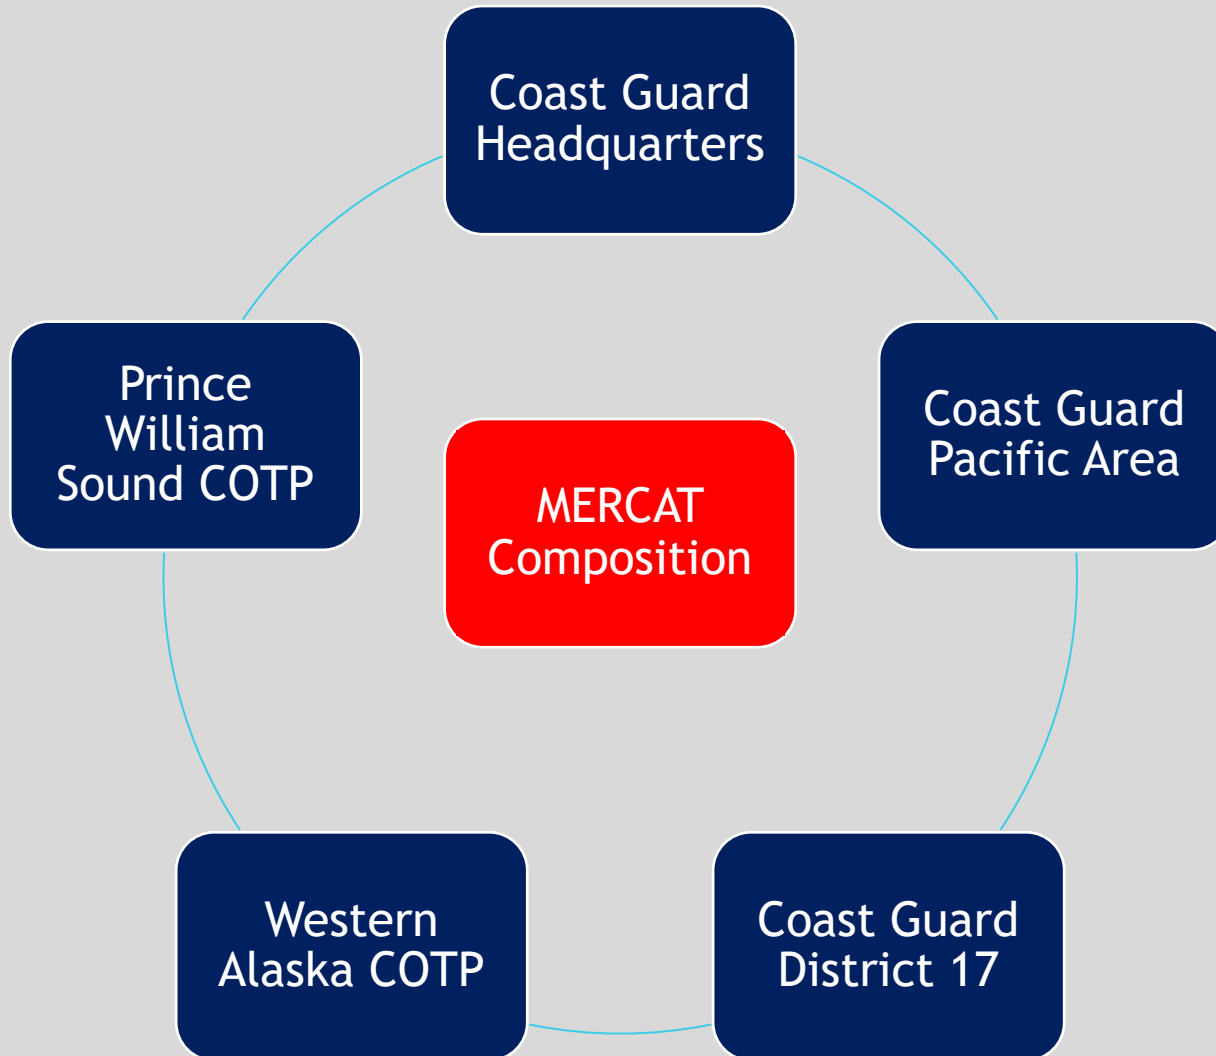 Coast Guard
Headquarters
Prince
William
Sound COTP
Coast Guard
Pacific Area
MERCAT
Composition
Western
Alaska COTP
Coast Guard
District 17